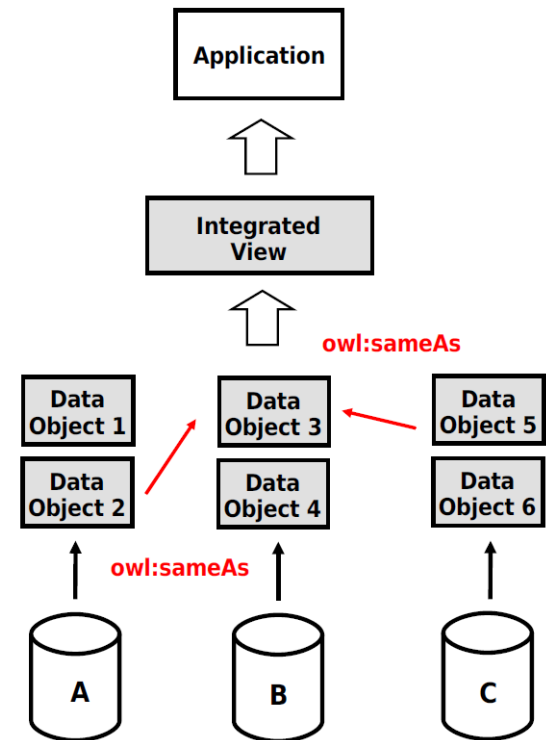 Application
Integrated
View
owl:sameAs
Data
Object 1
Data
Object 3
Data
Object 5
Data
Object 2
Data
Object 4
Data
Object 6
owl:sameAs
A
B
C